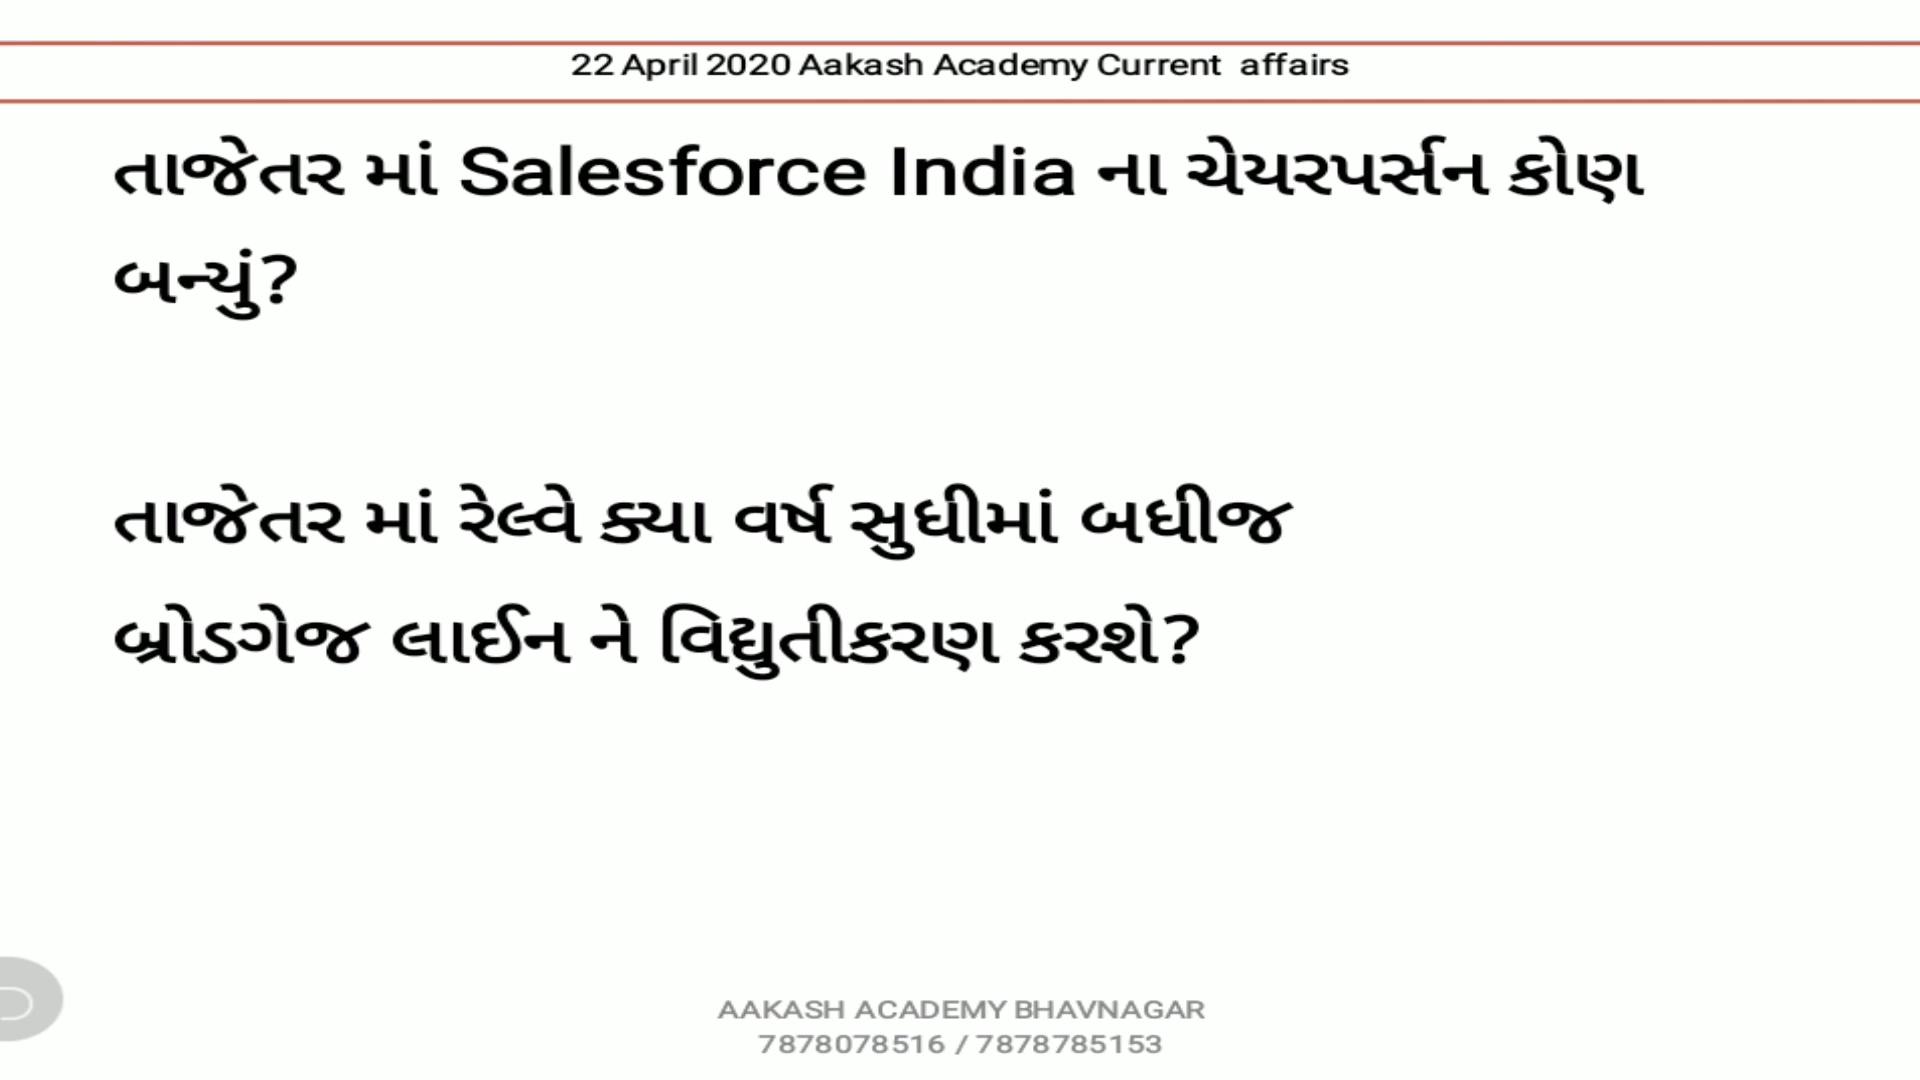 22 April 2020 Aakash Academy Current affairs
તાજેતર માં Salesforce India ના ચેયરપર્સન કોણ
બન્યું?
તાજેતર માં રેલ્વે ક્યા વર્ષ સુધીમાં બધીજ
બ્રોડગેજ લાઈન ને વિદ્યુતીકરણ કરશે?
AAKASH ACADEMY BHAVNAGAR
7878078516 / 7878785153